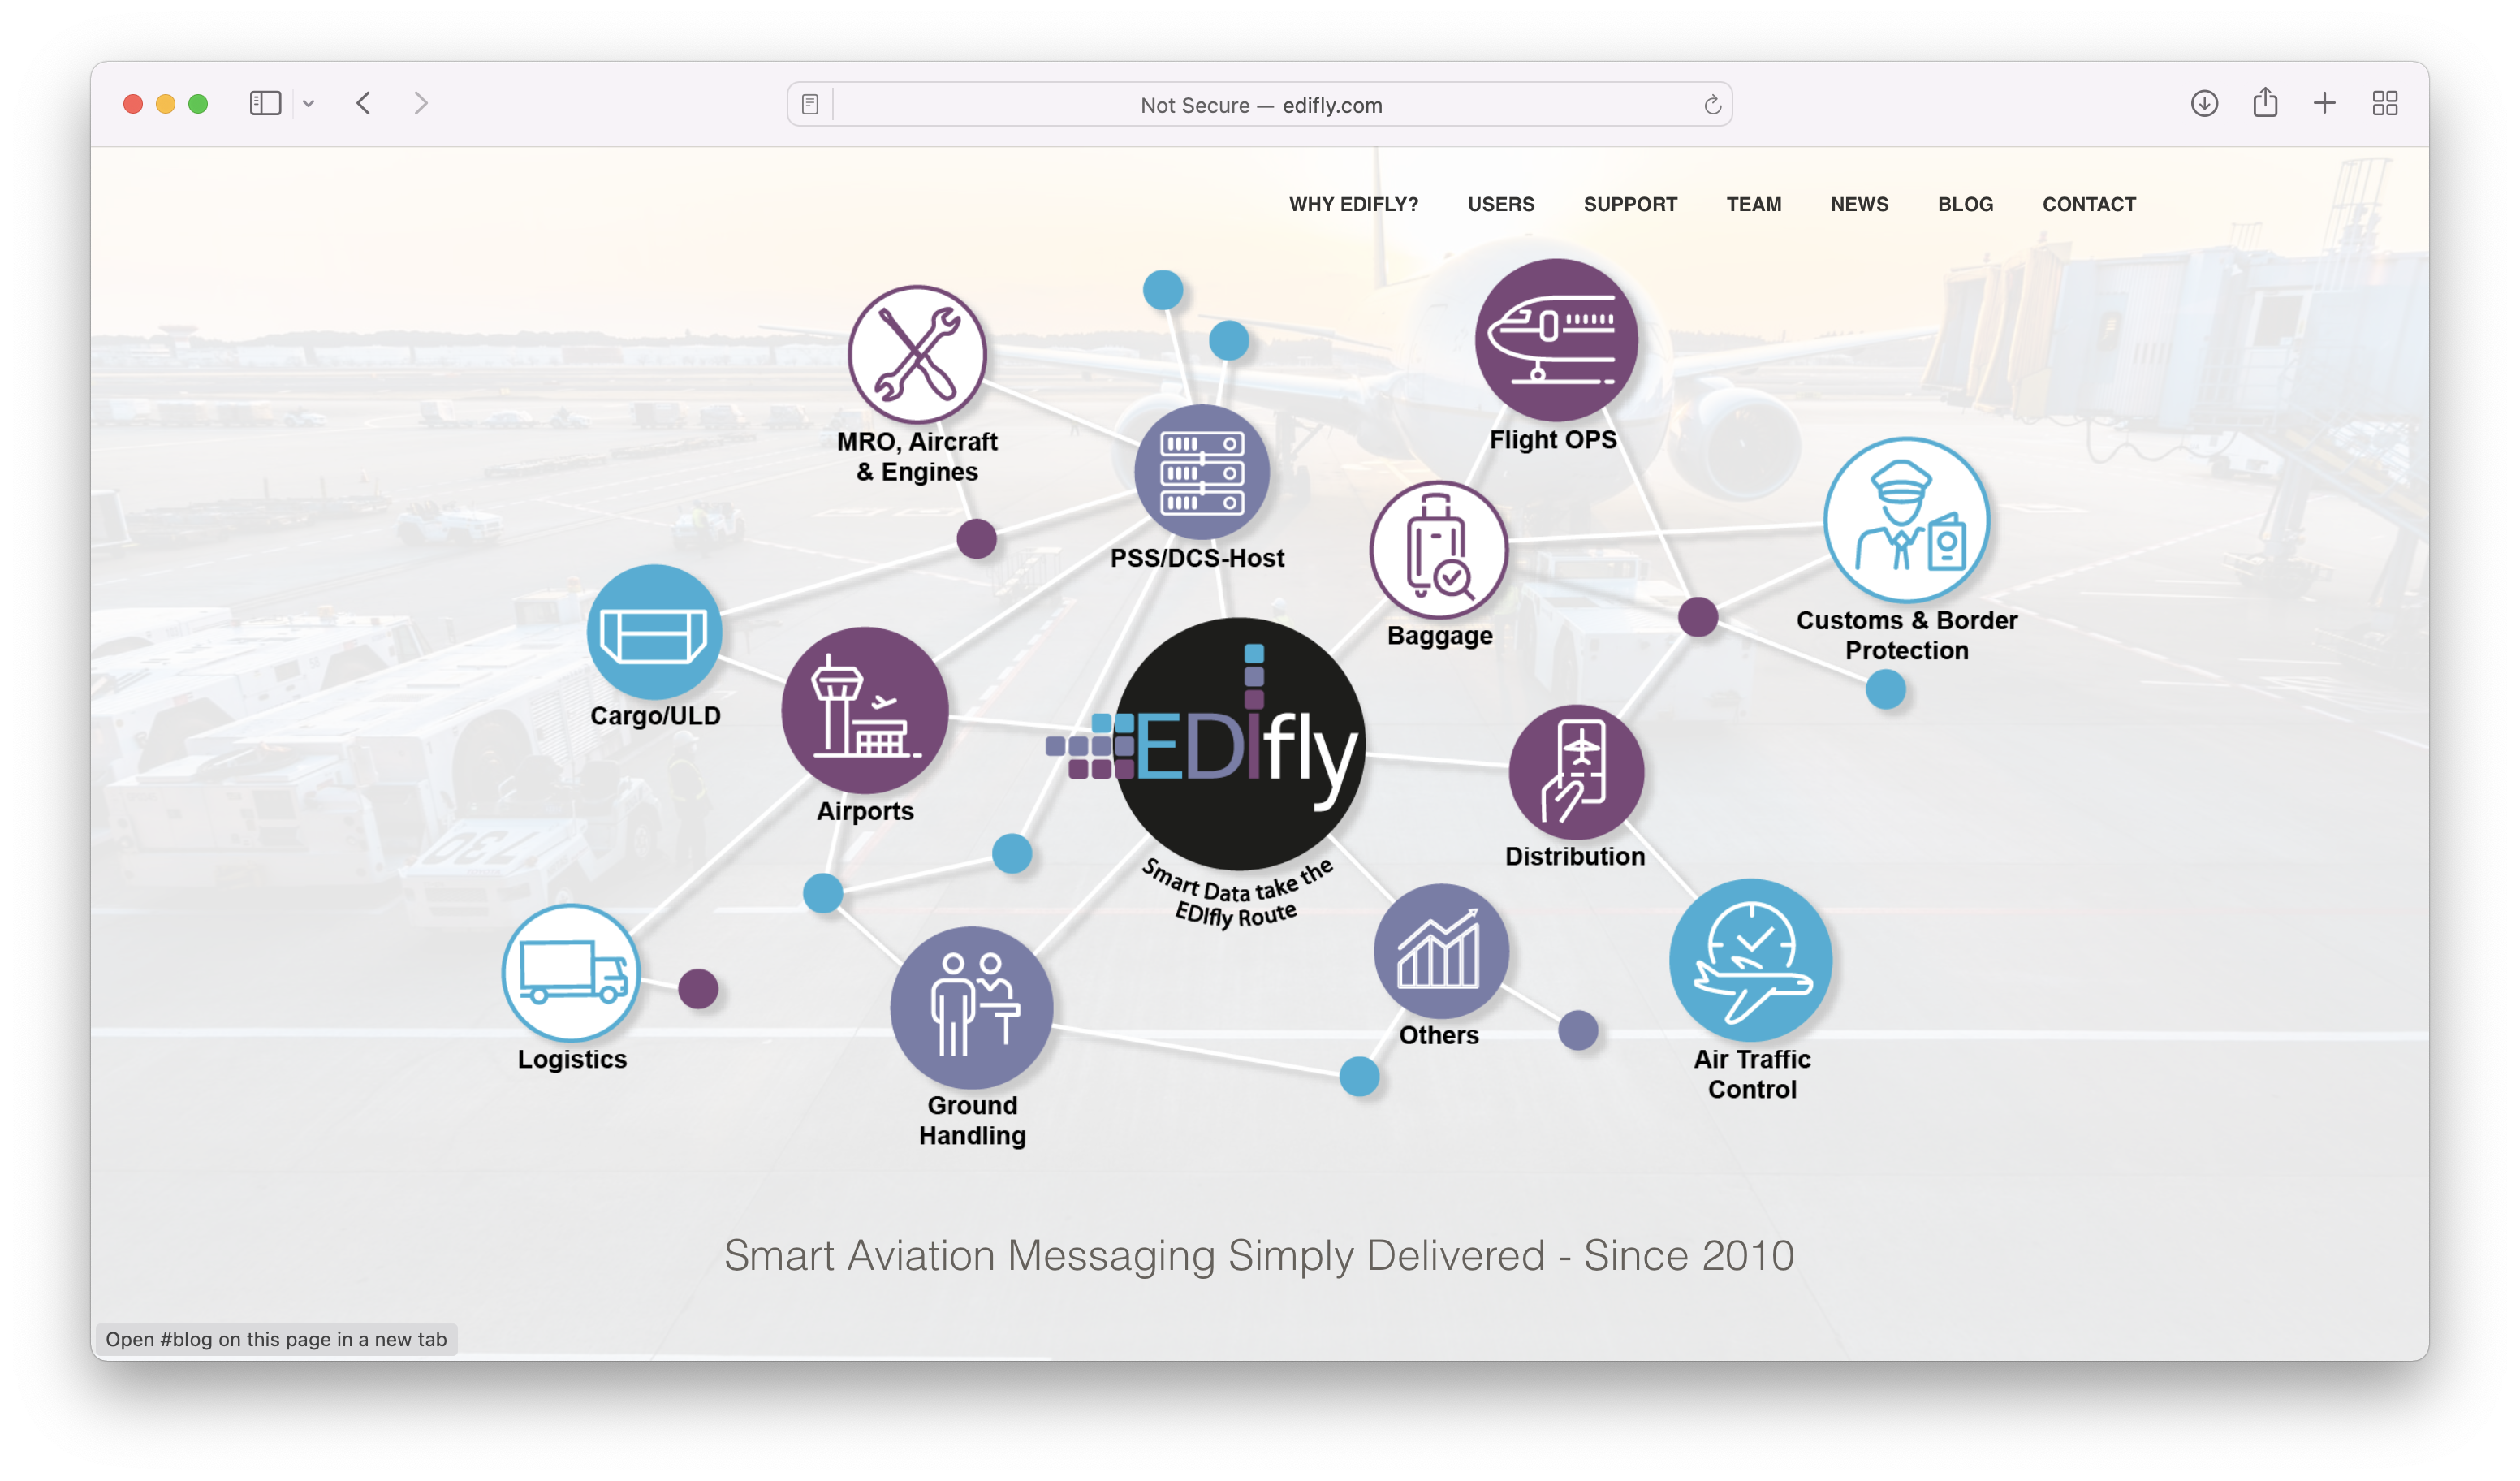 Not Secure — edifly.com
WHY EDIFLY? USERS SUPPORT TEAM NEWS BLOG CONTACT
MRO, Aircraft
& Engines
PSS/DCS-Host
Flight OPS
Baggage
Customs & Border
Protection
Cargo/ULD
Airports
EDIfly
Smart Data take the
EDIfly Route
Distribution
Logistics
Ground
Handling
Others
Air Traffic
Control
Smart Aviation Messaging Simply Delivered - Since 2010
Open #blog on this page in a new tab